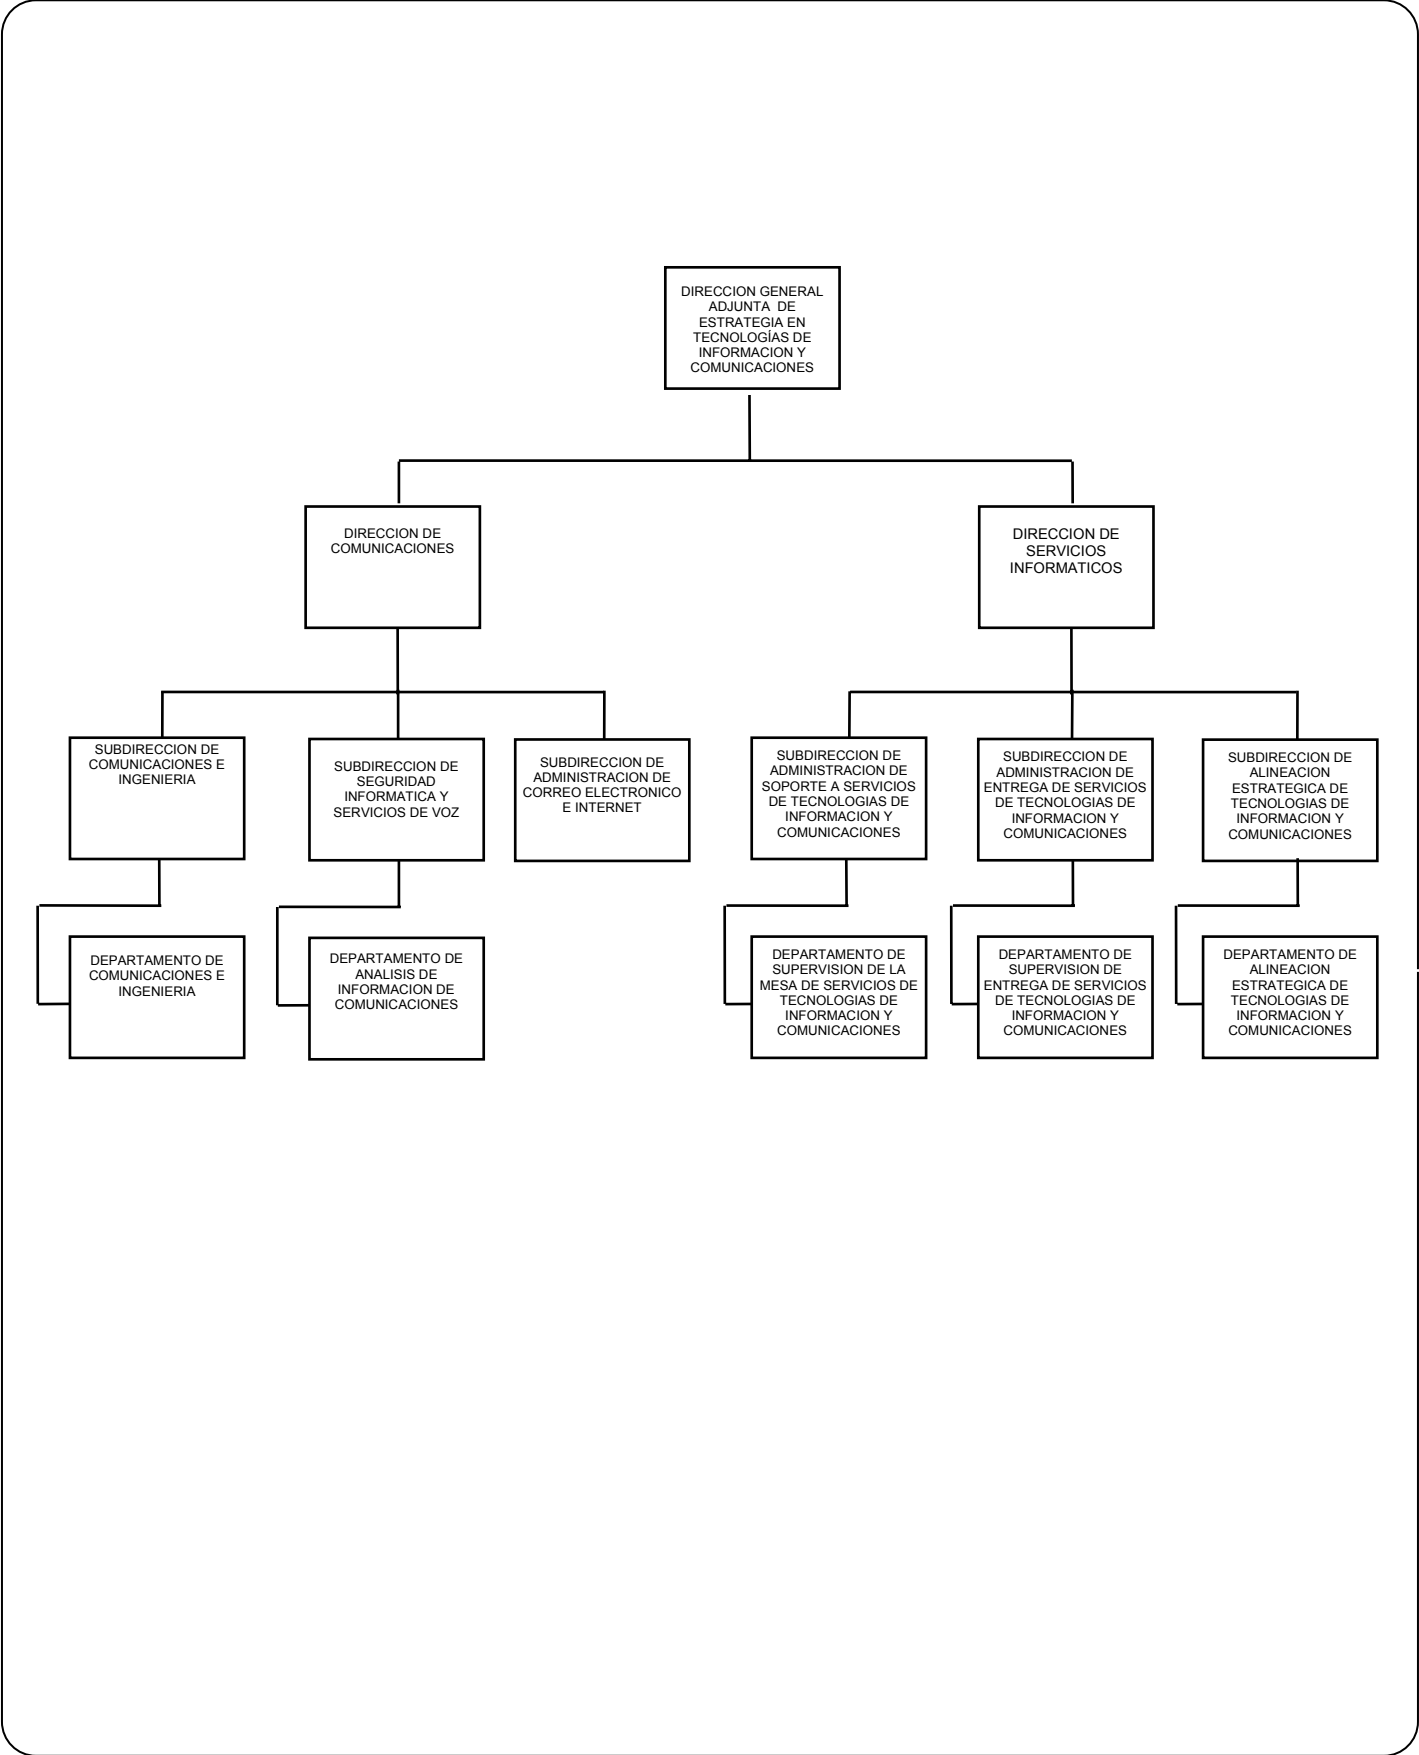 DIRECCION GENERAL
ADJUNTA DE
ESTRATEGIA EN
TECNOLOGÍAS DE
INFORMACION Y
COMUNICACIONES
DIRECCION DE
COMUNICACIONES
DIRECCION DE
SERVICIOS
INFORMATICOS
SUBDIRECCION DE
COMUNICACIONES E
INGENIERIA
SUBDIRECCION DE
SEGURIDAD
INFORMATICA Y
SERVICIOS DE VOZ
SUBDIRECCION DE
ADMINISTRACION DE
CORREO ELECTRONICO
E INTERNET
SUBDIRECCION DE
ADMINISTRACION DE
SOPORTE A SERVICIOS
DE TECNOLOGIAS DE
INFORMACION Y
COMUNICACIONES
SUBDIRECCION DE
ADMINISTRACION DE
ENTREGA DE SERVICIOS
DE TECNOLOGIAS DE
INFORMACION Y
COMUNICACIONES
SUBDIRECCION DE
ALINEACION
ESTRATEGICA DE
TECNOLOGIAS DE
INFORMACION Y
COMUNICACIONES
DEPARTAMENTO DE
COMUNICACIONES E
INGENIERIA
DEPARTAMENTO DE
ANALISIS DE
INFORMACION DE
COMUNICACIONES
DEPARTAMENTO DE
SUPERVISION DE LA
MESA DE SERVICIOS DE
TECNOLOGIAS DE
INFORMACION Y
COMUNICACIONES
DEPARTAMENTO DE
SUPERVISION DE
ENTREGA DE SERVICIOS
DE TECNOLOGIAS DE
INFORMACION Y
COMUNICACIONES
DEPARTAMENTO DE
ALINEACION
ESTRATEGICA DE
TECNOLOGIAS DE
INFORMACION Y
COMUNICACIONES